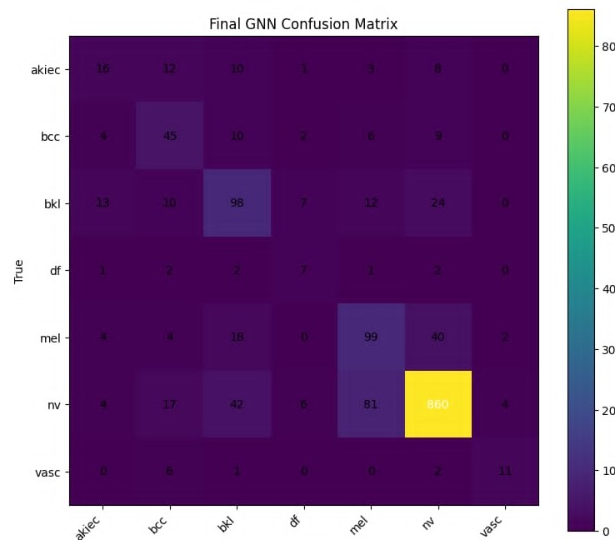 Final GNN Confusion Matrix
akiec 16 12 10 1 3 8 0
bcc 4 45 10 2 6 9 0
bkl 13 10 98 7 12 24 0
df 1 2 2 7 1 2 0
mel 4 4 18 0 99 40 2
nv 4 17 42 6 81 860 4
vasc 0 6 1 0 0 2 11
akiec bcc bkl df mel nv vasc
True
80
70
60
50
40
30
20
10
0